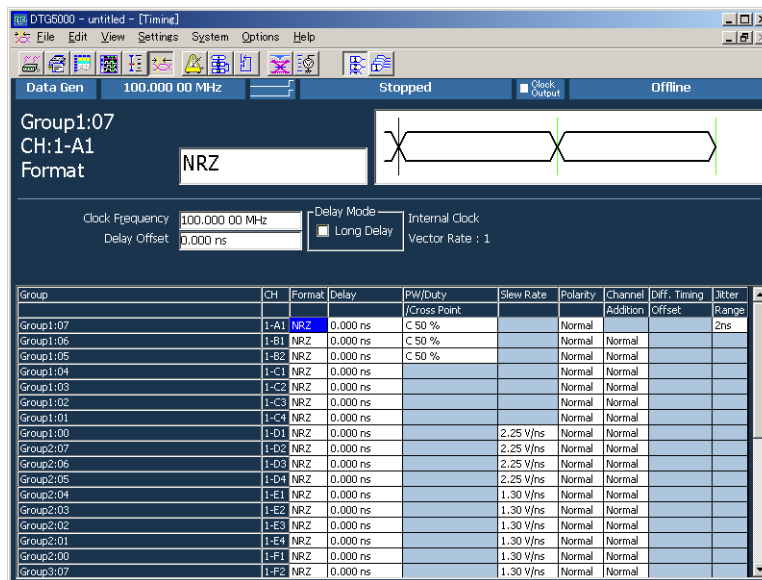 DTG5000 - untitled - [Timing]
File Edit View Settings System Options Help
Data Gen 100.000 00 MHz Stopped Clock Output Offline
Group1:07
CH:1-A1
Format NRZ
Clock Frequency 100.000 00 MHz
Delay Offset 0.000 ns
Delay Mode
Long Delay
Internal Clock
Vector Rate : 1
Group CH Format Delay PW/Duty Slew Rate Polarity Channel Diff. Timing Jitter
/Cross Point Addition Offset Range
Group1:07 1-A1 NRZ 0.000 ns C 50 % Normal 2ns
Group1:06 1-B1 NRZ 0.000 ns C 50 % Normal Normal
Group1:05 1-B2 NRZ 0.000 ns C 50 % Normal Normal
Group1:04 1-C1 NRZ 0.000 ns Normal Normal
Group1:03 1-C2 NRZ 0.000 ns Normal Normal
Group1:02 1-C3 NRZ 0.000 ns Normal Normal
Group1:01 1-C4 NRZ 0.000 ns Normal Normal
Group1:00 1-D1 NRZ 0.000 ns 2.25 V/ns Normal Normal
Group2:07 1-D2 NRZ 0.000 ns 2.25 V/ns Normal Normal
Group2:06 1-D3 NRZ 0.000 ns 2.25 V/ns Normal Normal
Group2:05 1-D4 NRZ 0.000 ns 2.25 V/ns Normal Normal
Group2:04 1-E1 NRZ 0.000 ns 1.30 V/ns Normal Normal
Group2:03 1-E2 NRZ 0.000 ns 1.30 V/ns Normal Normal
Group2:02 1-E3 NRZ 0.000 ns 1.30 V/ns Normal Normal
Group2:01 1-E4 NRZ 0.000 ns 1.30 V/ns Normal Normal
Group2:00 1-F1 NRZ 0.000 ns 1.30 V/ns Normal Normal
Group3:07 1-F2 NRZ 0.000 ns 1.30 V/ns Normal Normal